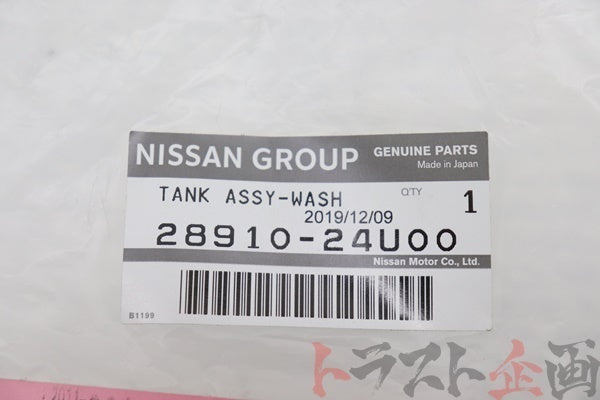 NISSAN GROUP
GENUINE PARTS
Made in Japan
TANK ASSY-WASH
Q'TY
1
2019/12/09
28910-24U00
Nissan Motor Co., Ltd.
B1199
トラスト企画